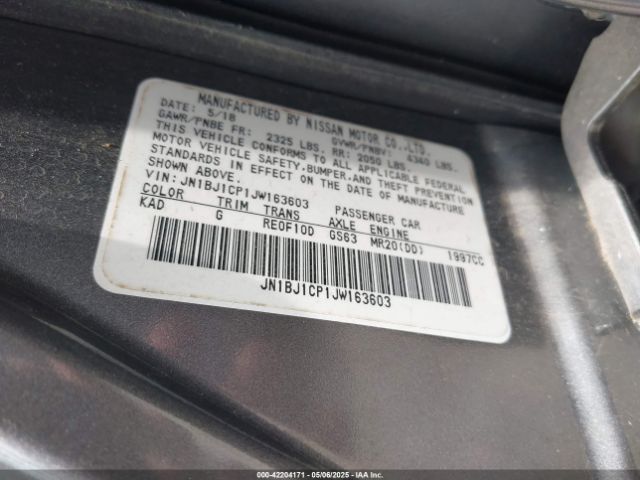 MANUFACTURED BY NISSAN MOTOR CO.,LTD.
DATE: 5/18 GVWR/PNBV: 4340 LBS.
GAWR/PNBE FR: 2325 LBS. RR: 2050 LBS.
THIS VEHICLE CONFORMS TO ALL APPLICABLE FEDERAL
MOTOR VEHICLE SAFETY,BUMPER,AND THEFT PREVENTION
STANDARDS IN EFFECT ON THE DATE OF MANUFACTURE
SHOWN ABOVE.
VIN: JN1BJ1CP1JW163603 PASSENGER CAR
COLOR TRIM TRANS AXLE ENGINE
KAD G RE0F10D GS63 MR20(DD) 1997CC
JN1BJ1CP1JW163603
000-42204171 - 05/06/2025 - IAAI Inc.